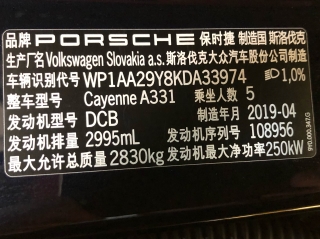 品牌 PORSCHE 保时捷 制造国 斯洛伐克
生产厂名 Volkswagen Slovakia a.s. 斯洛伐克大众汽车股份公司制造
车辆识别代号 WP1AA29Y8KDA33974 1,0%
整车型号 Cayenne A331 乘坐人数 5
发动机型号 DCB 制造年月 2019-04
发动机排量 2995mL 发动机序列号 108956
最大允许总质量 2830kg 发动机最大净功率 250kW